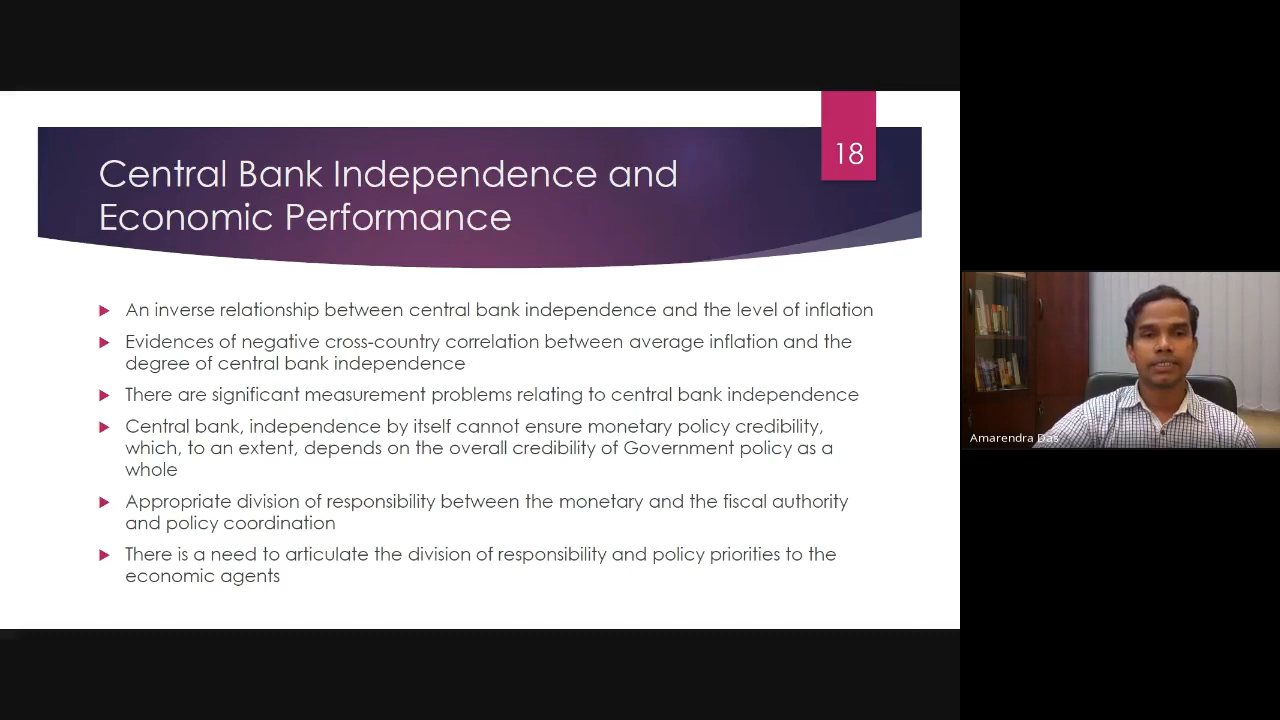 18
Central Bank Independence and
Economic Performance
An inverse relationship between central bank independence and the level of inflation
Evidences of negative cross-country correlation between average inflation and the
degree of central bank independence
There are significant measurement problems relating to central bank independence
Central bank, independence by itself cannot ensure monetary policy credibility,
which, to an extent, depends on the overall credibility of Government policy as a
whole
Appropriate division of responsibility between the monetary and the fiscal authority
and policy coordination
There is a need to articulate the division of responsibility and policy priorities to the
economic agents
Amarendra Das